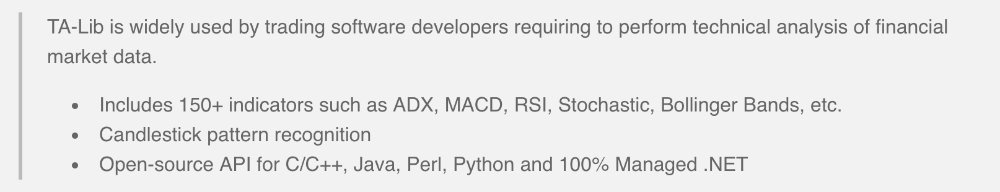 TA-Lib is widely used by trading software developers requiring to perform technical analysis of financial
market data.
• Includes 150+ indicators such as ADX, MACD, RSI, Stochastic, Bollinger Bands, etc.
• Candlestick pattern recognition
• Open-source API for C/C++, Java, Perl, Python and 100% Managed .NET